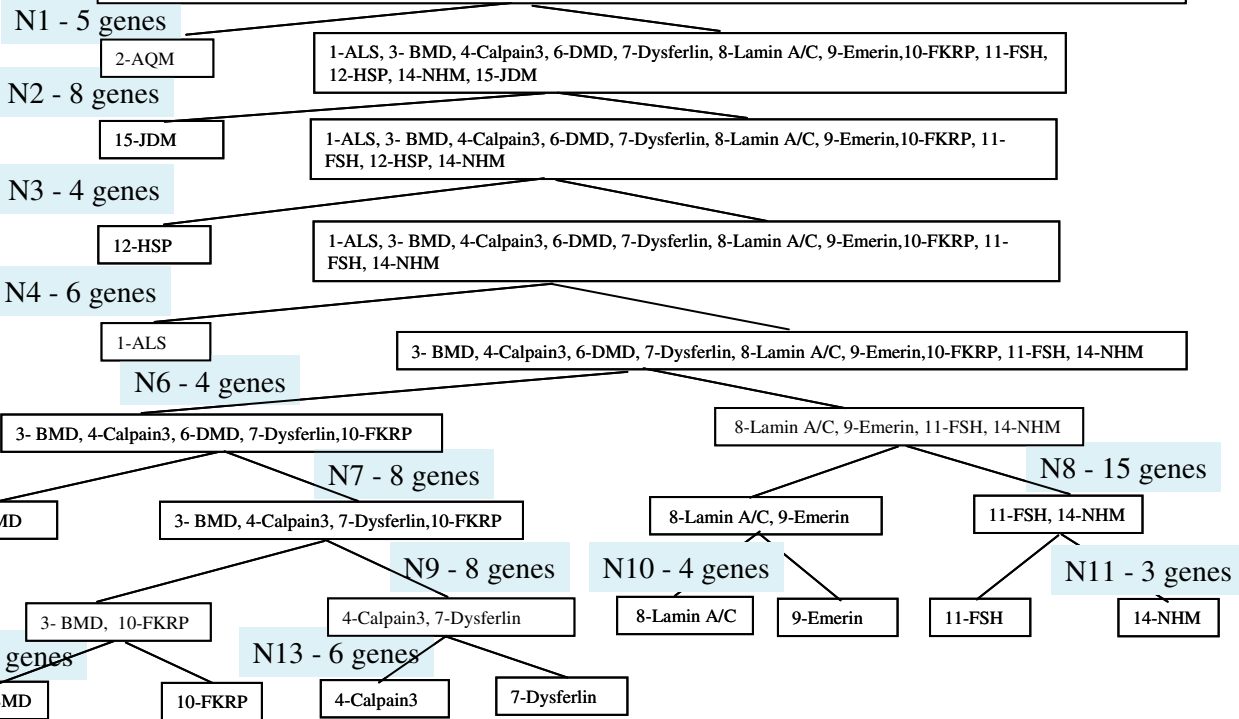 N1 - 5 genes
2-AQM
1-ALS, 3- BMD, 4-Calpain3, 6-DMD, 7-Dysferlin, 8-Lamin A/C, 9-Emerin,10-FKRP, 11-FSH,
12-HSP, 14-NHM, 15-JDM
N2 - 8 genes
15-JDM
1-ALS, 3- BMD, 4-Calpain3, 6-DMD, 7-Dysferlin, 8-Lamin A/C, 9-Emerin,10-FKRP, 11-
FSH, 12-HSP, 14-NHM
N3 - 4 genes
12-HSP
1-ALS, 3- BMD, 4-Calpain3, 6-DMD, 7-Dysferlin, 8-Lamin A/C, 9-Emerin,10-FKRP, 11-
FSH, 14-NHM
N4 - 6 genes
1-ALS
3- BMD, 4-Calpain3, 6-DMD, 7-Dysferlin, 8-Lamin A/C, 9-Emerin,10-FKRP, 11-FSH, 14-NHM
N6 - 4 genes
3- BMD, 4-Calpain3, 6-DMD, 7-Dysferlin,10-FKRP
8-Lamin A/C, 9-Emerin, 11-FSH, 14-NHM
N7 - 8 genes
N8 - 15 genes
MD
3- BMD, 4-Calpain3, 7-Dysferlin,10-FKRP
8-Lamin A/C, 9-Emerin
11-FSH, 14-NHM
N9 - 8 genes
N10 - 4 genes
N11 - 3 genes
3- BMD, 10-FKRP
4-Calpain3, 7-Dysferlin
8-Lamin A/C
9-Emerin
11-FSH
14-NHM
genes
N13 - 6 genes
MD
10-FKRP
4-Calpain3
7-Dysferlin